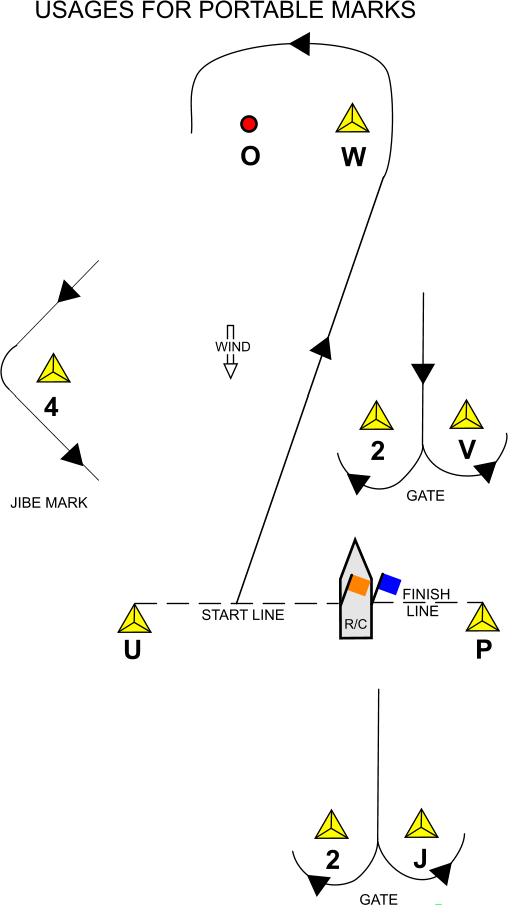 USAGES FOR PORTABLE MARKS
O
W
WIND
4
JIBE MARK
2
V
GATE
START LINE
R/C
FINISH
LINE
U
P
2
J
GATE